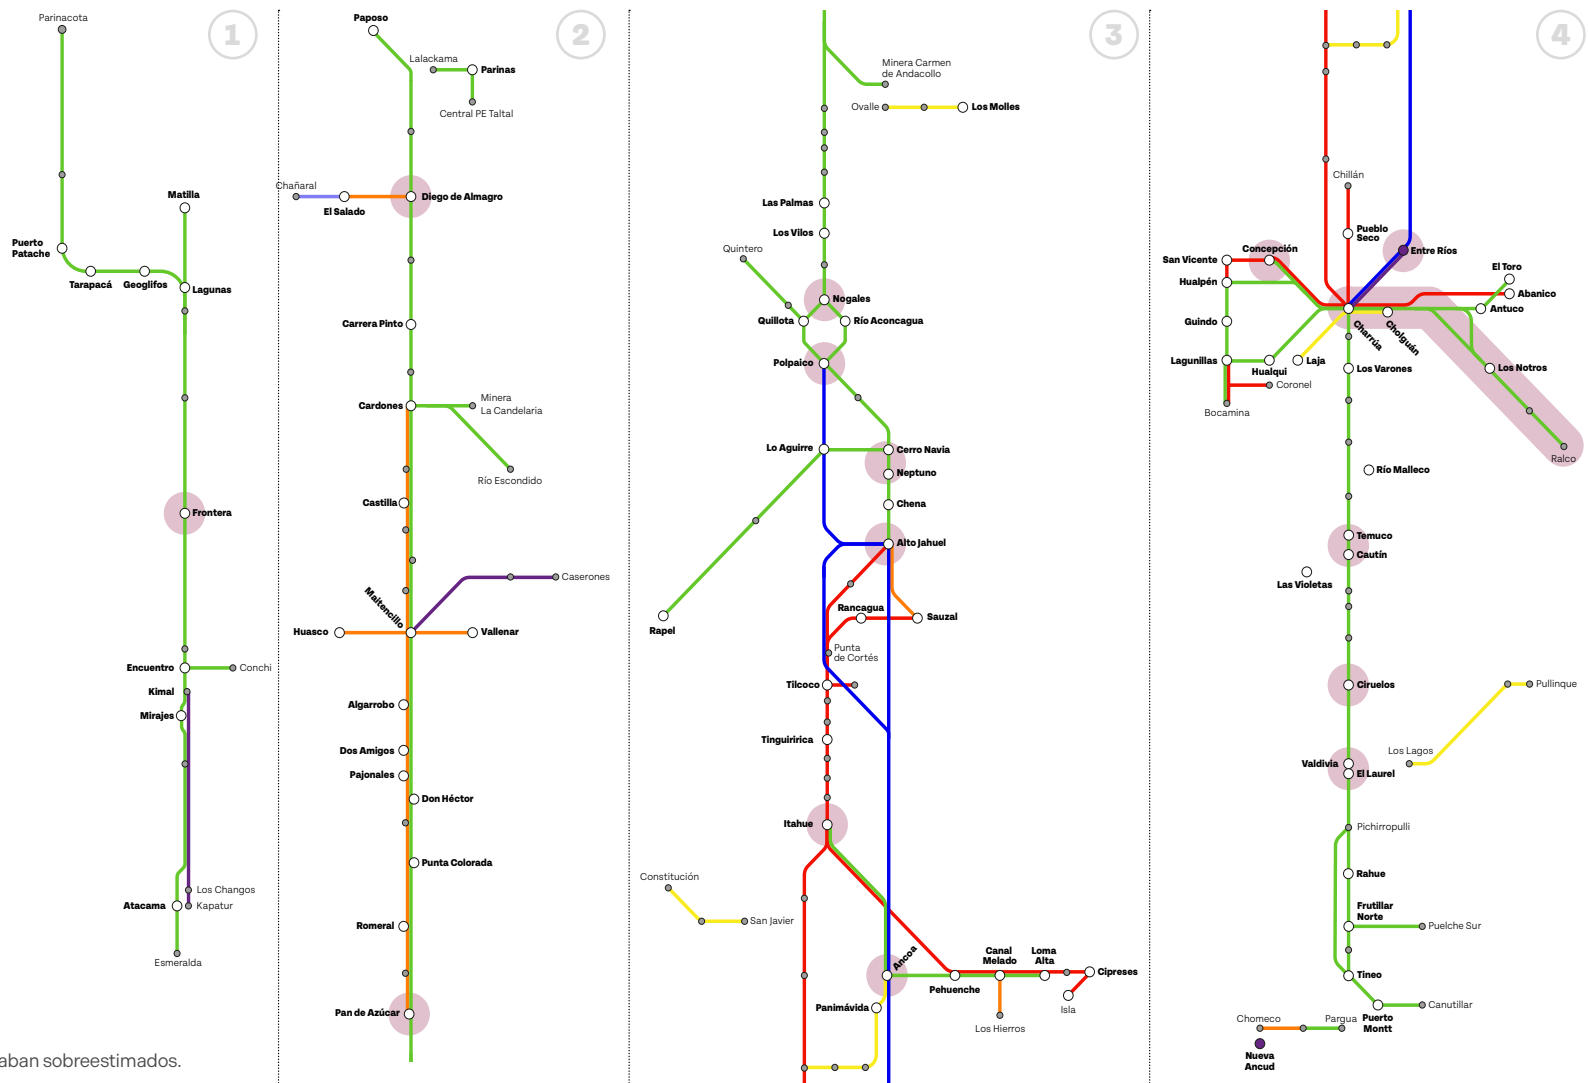 1
Parinacota
Matilla
Puerto
Patache
Tarapacá
Geoglifos
Lagunas
Frontera
Encuentro
Conchi
Kimal
Mirajes
Los Changos
Atacama
Kapatur
Esmeralda
aban sobreestimados.
2
Paposo
Lalackama
Parinas
Central PE Taltal
Chañaral
El Salado
Diego de Almagro
Carrera Pinto
Cardones
Minera
La Candelaria
Río Escondido
Castilla
Maitencillo
Caserones
Huasco
Vallenar
Algarrobo
Dos Amigos
Pajonales
Don Héctor
Punta Colorada
Romeral
Pan de Azúcar
3
Minera Carmen
de Andacollo
Ovalle
Los Molles
Las Palmas
Los Vilos
Quintero
Nogales
Quillota
Río Aconcagua
Polpaico
Lo Aguirre
Cerro Navia
Neptuno
Chena
Alto Jahuel
Rapel
Rancagua
Sauzal
Punta
de Cortés
Tilcoco
Tinguiririca
Itahue
Constitución
San Javier
Ancoa
Canal
Melado
Loma
Alta
Cipreses
Pehuenche
Isla
Panimávida
Los Hierros
4
Chillán
Pueblo
Seco
Concepción
Entre Ríos
San Vicente
Hualpén
El Toro
Abanico
Antuco
Guindo
Charrúa
Cholguán
Lagunillas
Hualqui
Laja
Los Varones
Los Notros
Coronel
Bocamina
Ralco
Río Malleco
Temuco
Cautín
Las Violetas
Ciruelos
Pullinque
Los Lagos
Valdivia
El Laurel
Pichirropulli
Rahue
Frutillar
Norte
Puelche Sur
Tineo
Canutillar
Puerto
Montt
Chomeco
Pargua
Nueva
Ancud